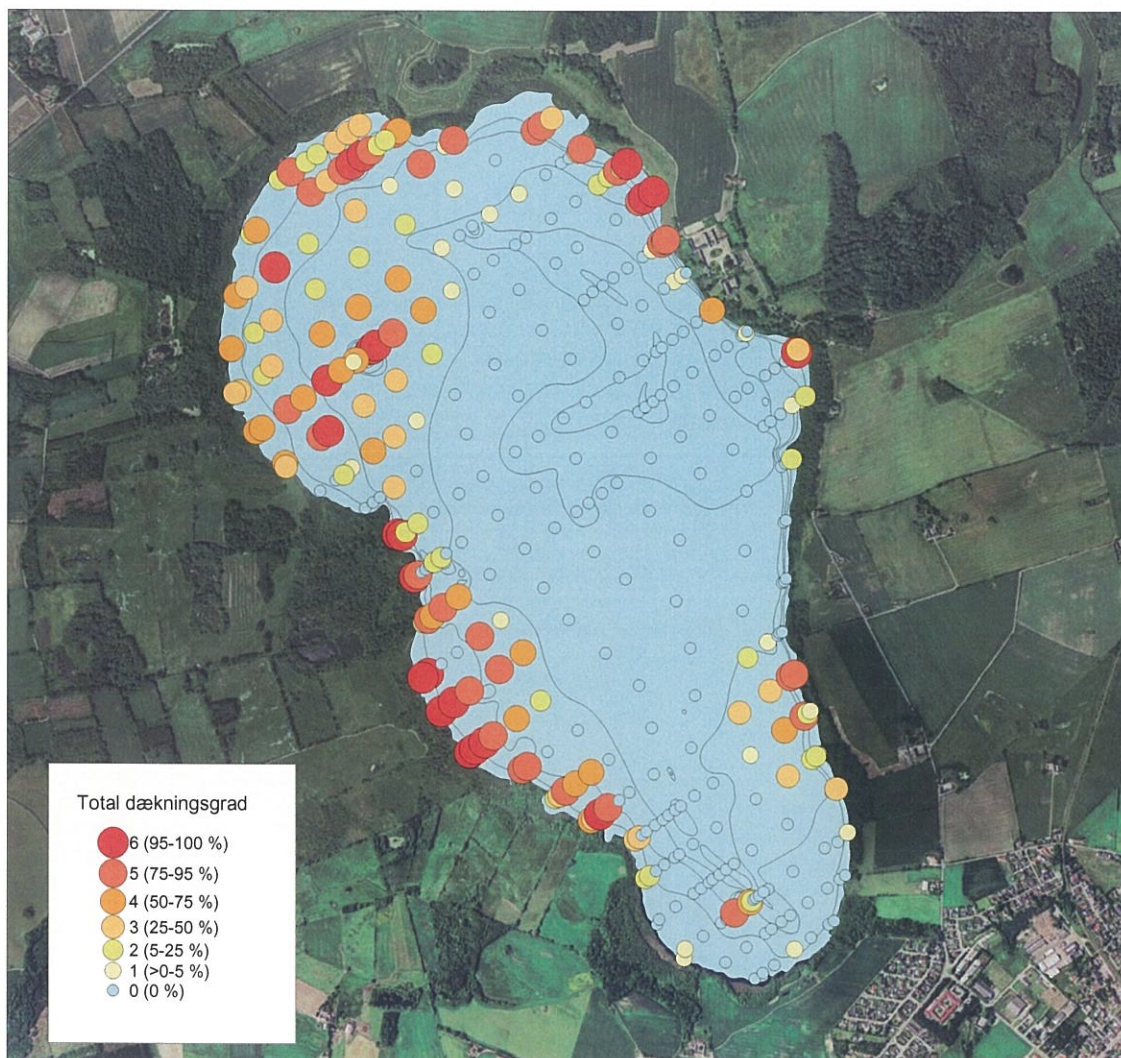 Total dækningsgrad
6 (95-100 %)
5 (75-95 %)
4 (50-75 %)
3 (25-50 %)
2 (5-25 %)
1 (>0-5 %)
0 (0 %)